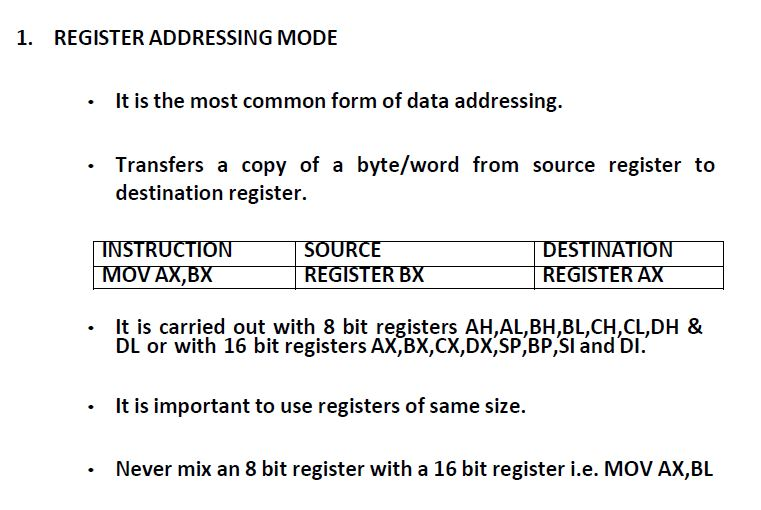 1. REGISTER ADDRESSING MODE
• It is the most common form of data addressing.
• Transfers a copy of a byte/word from source register to
destination register.
INSTRUCTION SOURCE DESTINATION
MOV AX,BX REGISTER BX REGISTER AX
• It is carried out with 8 bit registers AH,AL,BH,BL,CH,CL,DH &
DL or with 16 bit registers AX,BX,CX,DX,SP,BP,SI and DI.
• It is important to use registers of same size.
• Never mix an 8 bit register with a 16 bit register i.e. MOV AX,BL